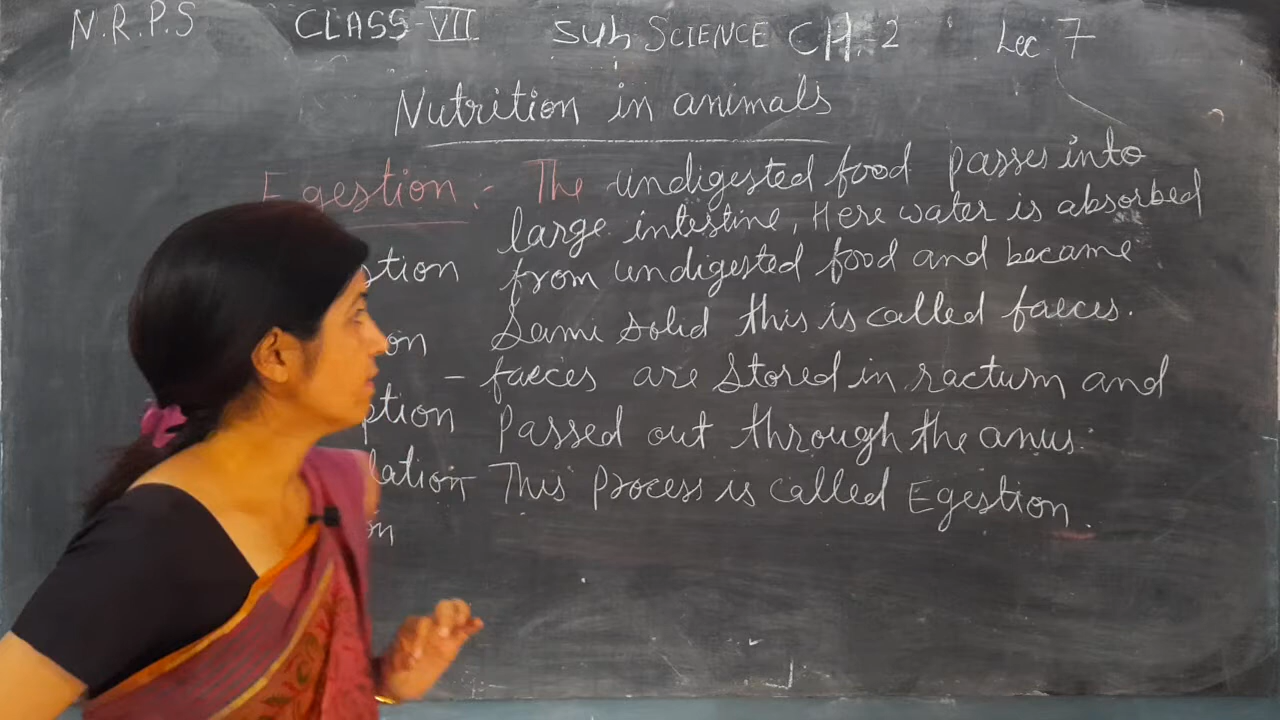 N.R.P.S CLASS-VII Sub SCIENCE CH.-2 Lec 7
Nutrition in animals
Egestion :- The undigested food passes into
large intestine, Here water is absorbed
stion from undigested food and became
Sami solid this is called faeces.
on
- faeces are stored in ractum and
ption Passed out through the anus.
lation - This Process is called Egestion.
on